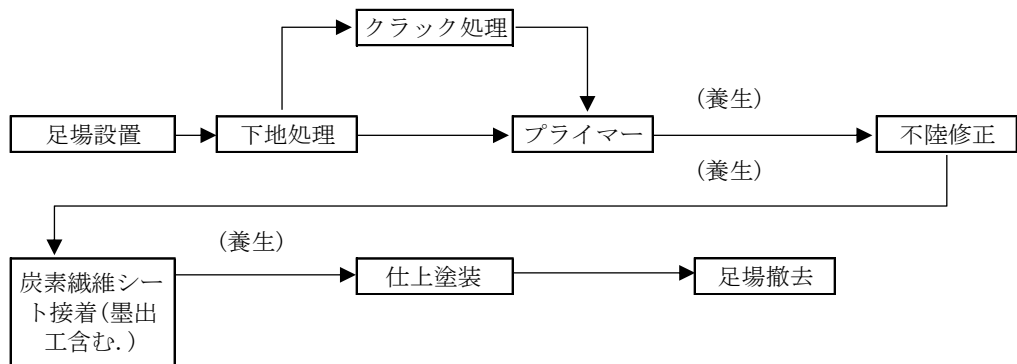 クラック処理
(養生)
足場設置
下地処理
プライマー
不陸修正
(養生)
(養生)
炭素繊維シー
ト接着(墨出
工含む.)
仕上塗装
足場撤去